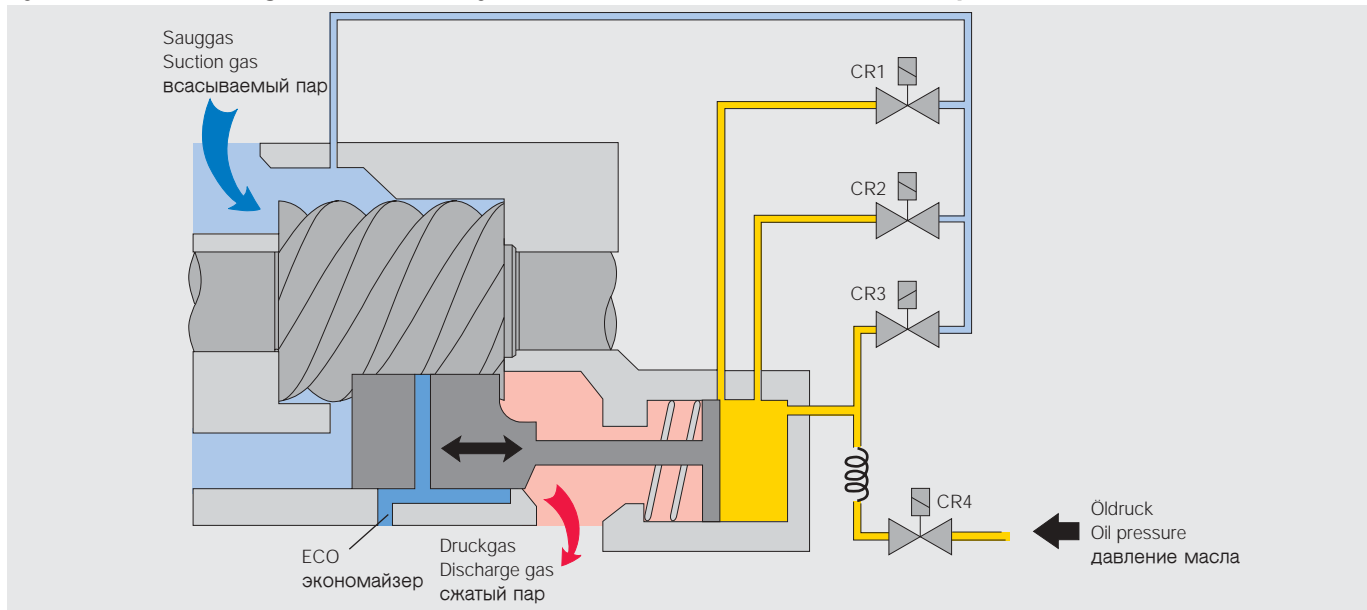 Sauggas
Suction gas
всасываемый пар
CR1
CR2
CR3
CR4
Öldruck
Oil pressure
давление масла
ECO
экономайзер
Druckgas
Discharge gas
сжатый пар